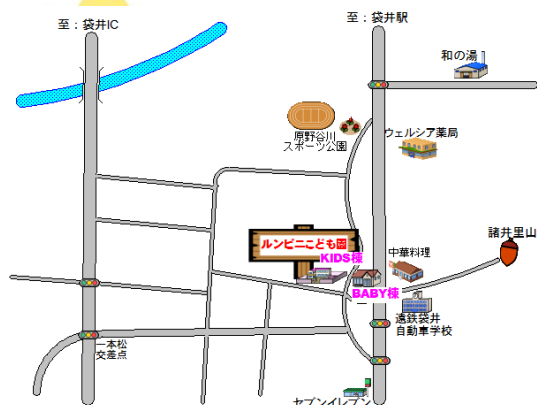 至：袋井IC
至：袋井駅
和の湯
原野谷川
スポーツ公園
ウェルシア薬局
諸井里山
ルンビニこども園
KIDS棟
中華料理
BABY棟
遠鉄袋井
自動車学校
一本松
交差点
セブンイレブン